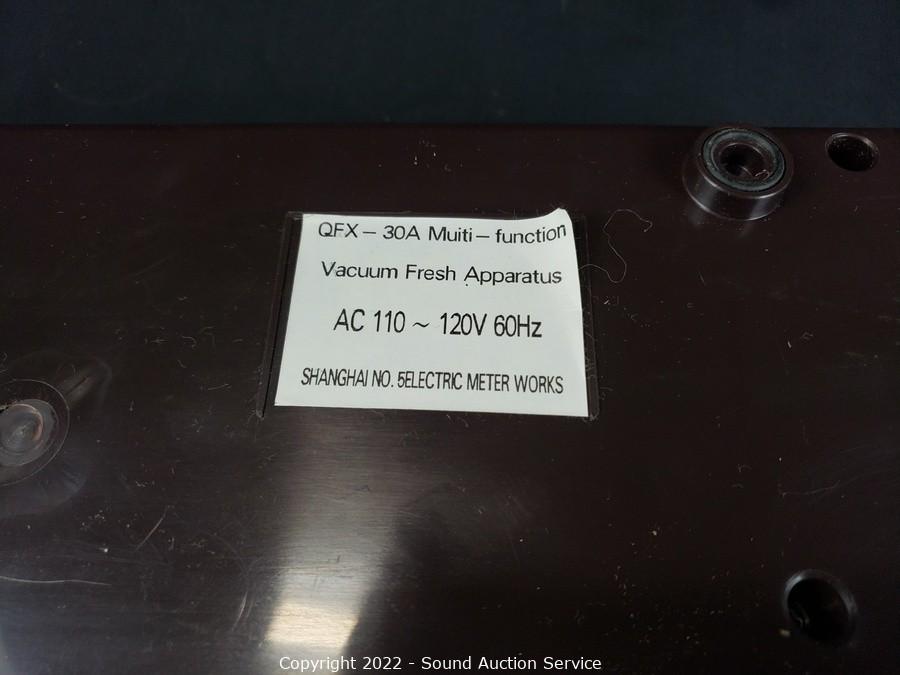 QFX - 30A Muiti - function
Vacuum Fresh Apparatus
AC 110 ~ 120V 60Hz
SHANGHAI NO. 5ELECTRIC METER WORKS
Copyright 2022 - Sound Auction Service